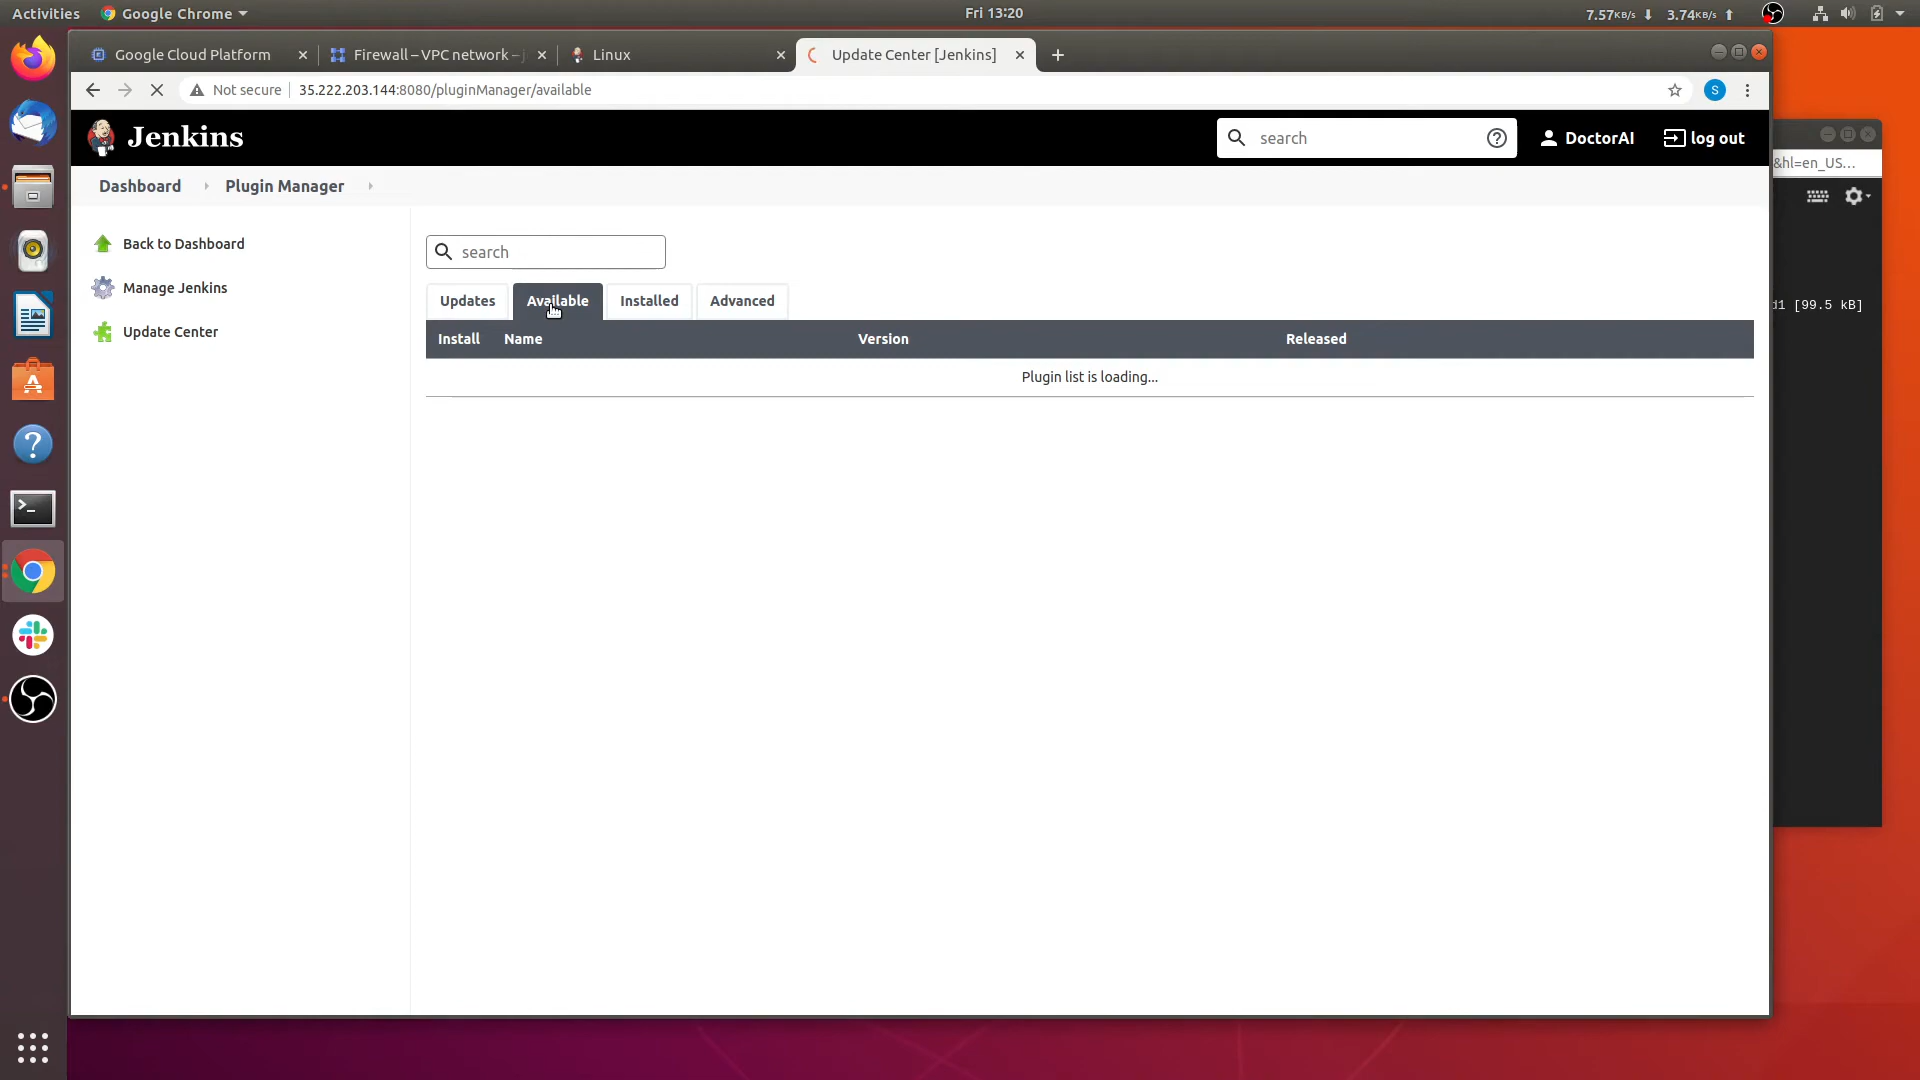 Activities
Google Chrome
Fri 13:20
7.57KB/s
3.74KB/s
Google Cloud Platform
Firewall – VPC network – j
Linux
Update Center [Jenkins]
Not secure
35.222.203.144:8080/pluginManager/available
S
Jenkins
search
DoctorAI
log out
&hl=en_US...
Dashboard
Plugin Manager
Back to Dashboard
Manage Jenkins
Update Center
search
Updates
Available
Installed
Advanced
Install
Name
Version
Released
Plugin list is loading...
d1 [99.5 kB]